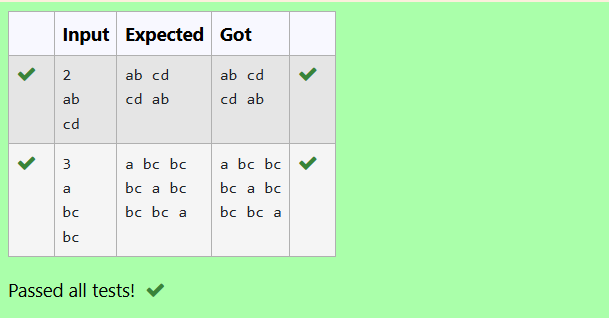 Input Expected Got
2 ab cd ab cd
ab cd ab cd ab
cd
3 a bc bc a bc bc
a bc a bc bc a bc
bc bc bc a bc bc a
bc
Passed all tests!